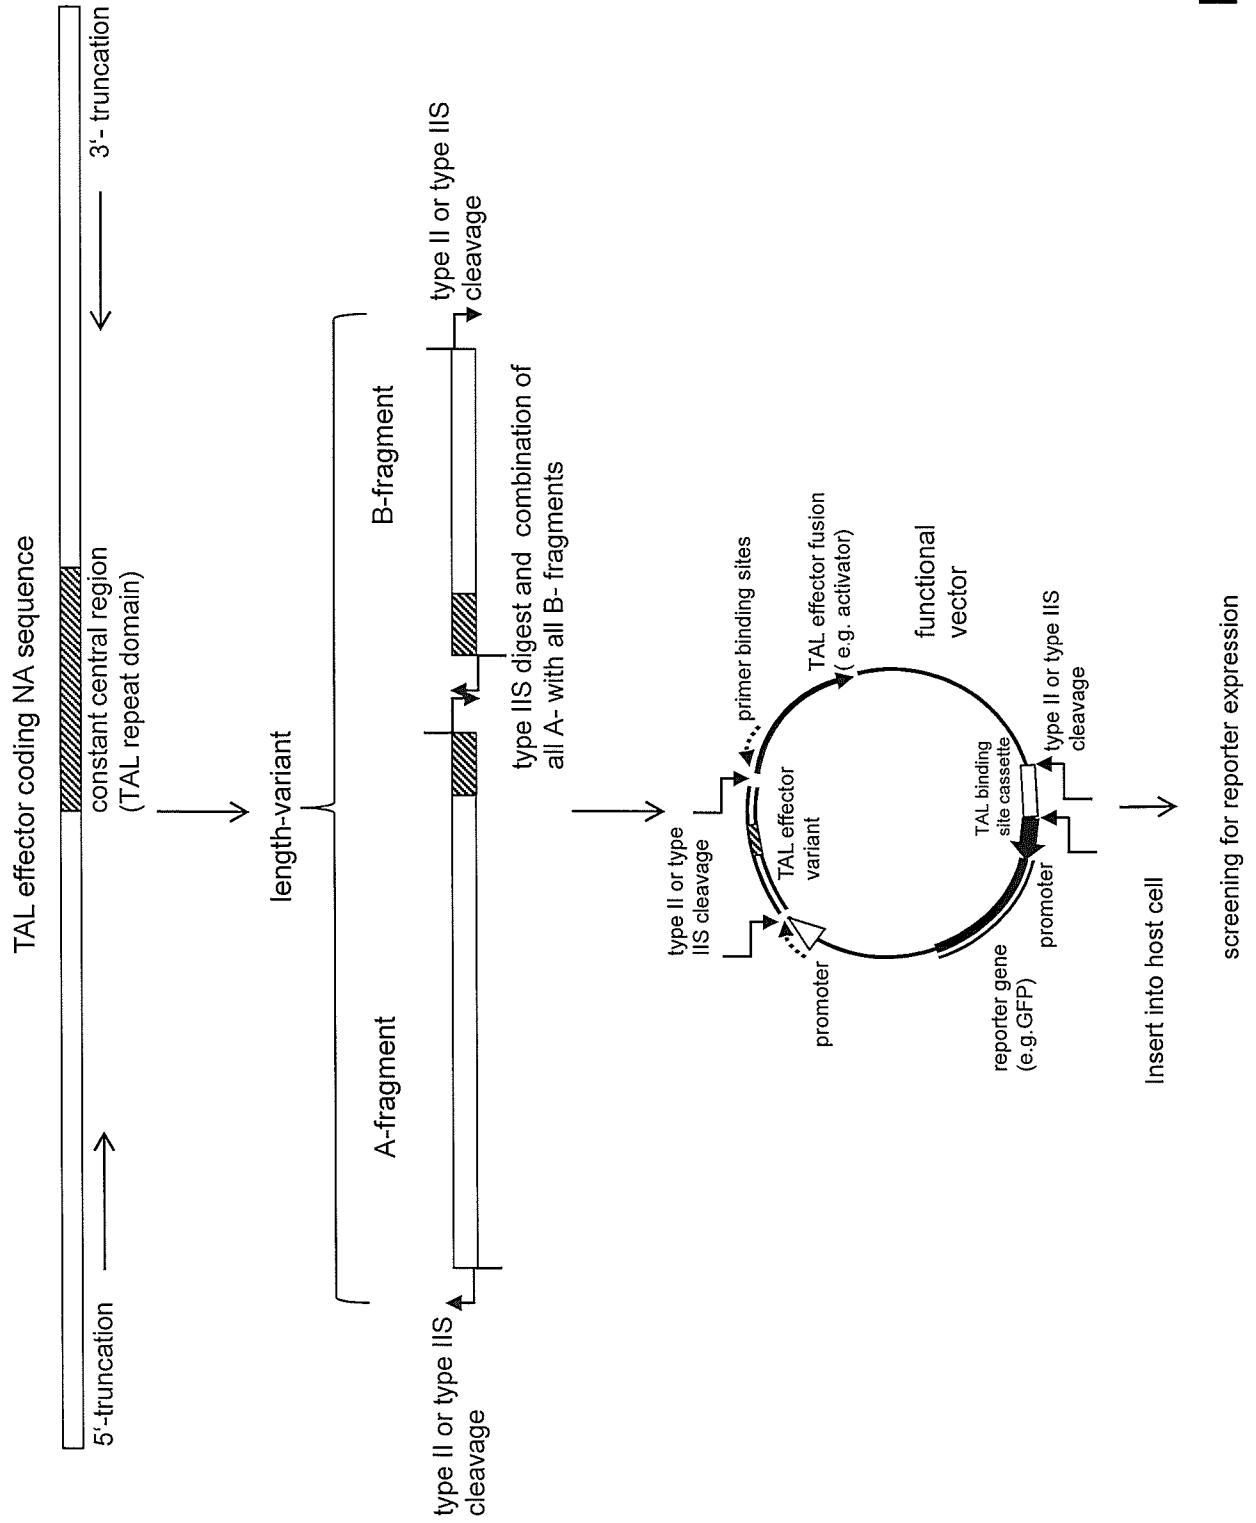 TAL effector coding NA sequence
5'-truncation
constant central region
(TAL repeat domain)
3'- truncation
length-variant
A-fragment
B-fragment
type II or type IIS
cleavage
type II or type IIS
cleavage
type IIS digest and combination of
all A- with all B- fragments
type II or type
IIS cleavage
primer binding sites
promoter
TAL effector
variant
TAL effector fusion
( e.g. activator)
functional
vector
reporter gene
(e.g.GFP)
promoter
TAL binding
site cassette
type II or type IIS
cleavage
Insert into host cell
screening for reporter expression